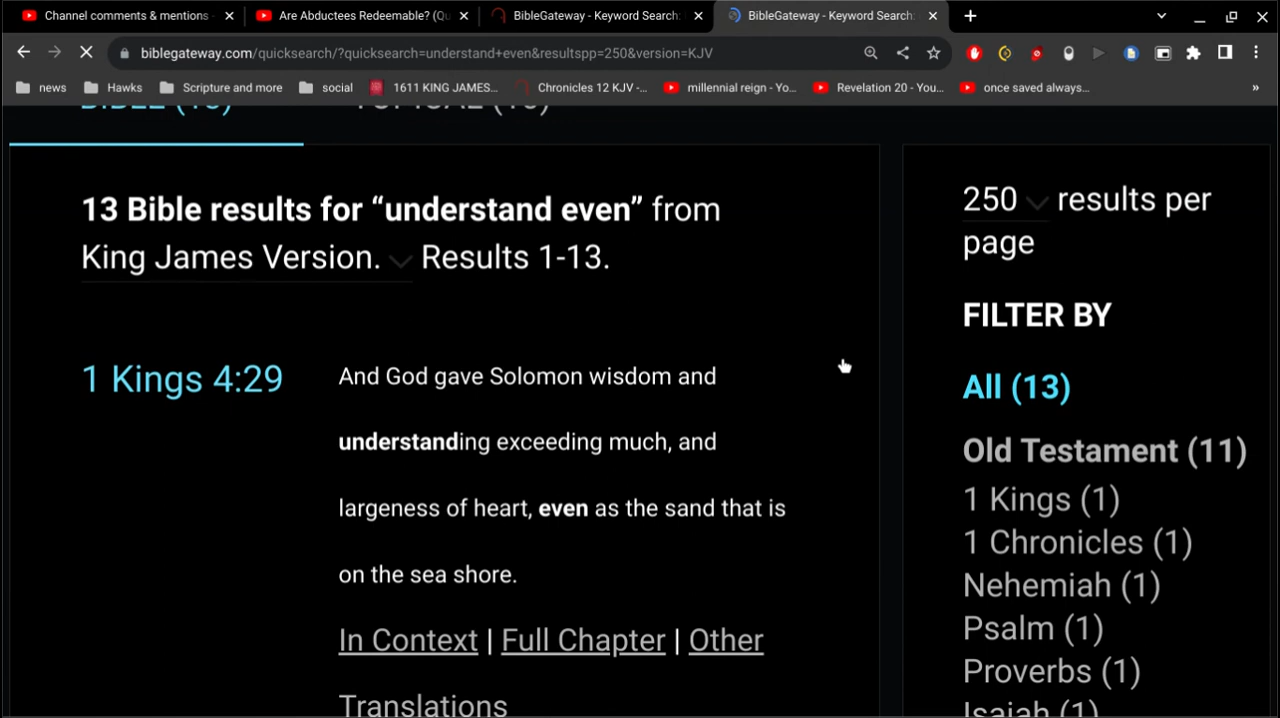 Channel comments & mentions
Are Abductees Redeemable? (Qu
BibleGateway - Keyword Search:
BibleGateway - Keyword Search:
biblegateway.com/quicksearch/?quicksearch=understand+even&resultspp=250&version=KJV
news
Hawks
Scripture and more
social
1611 KING JAMES...
Chronicles 12 KJV -...
millennial reign - Yo...
Revelation 20 - You...
once saved always...
»
13 Bible results for “understand even” from
King James Version. Results 1-13.
1 Kings 4:29
And God gave Solomon wisdom and
understanding exceeding much, and
largeness of heart, even as the sand that is
on the sea shore.
In Context | Full Chapter | Other
Translations
250 results per
page
FILTER BY
All (13)
Old Testament (11)
1 Kings (1)
1 Chronicles (1)
Nehemiah (1)
Psalm (1)
Proverbs (1)
Isaiah (1)